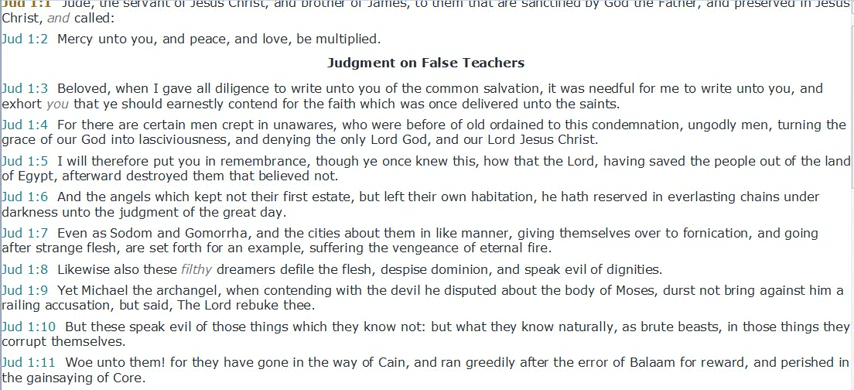 Jud 1:1 Jude, the servant of Jesus Christ, and brother of James, to them that are sanctified by God the Father, and preserved in Jesus
Christ, and called:
Jud 1:2 Mercy unto you, and peace, and love, be multiplied.
Judgment on False Teachers
Jud 1:3 Beloved, when I gave all diligence to write unto you of the common salvation, it was needful for me to write unto you, and
exhort you that ye should earnestly contend for the faith which was once delivered unto the saints.
Jud 1:4 For there are certain men crept in unawares, who were before of old ordained to this condemnation, ungodly men, turning the
grace of our God into lasciviousness, and denying the only Lord God, and our Lord Jesus Christ.
Jud 1:5 I will therefore put you in remembrance, though ye once knew this, how that the Lord, having saved the people out of the land
of Egypt, afterward destroyed them that believed not.
Jud 1:6 And the angels which kept not their first estate, but left their own habitation, he hath reserved in everlasting chains under
darkness unto the judgment of the great day.
Jud 1:7 Even as Sodom and Gomorrha, and the cities about them in like manner, giving themselves over to fornication, and going
after strange flesh, are set forth for an example, suffering the vengeance of eternal fire.
Jud 1:8 Likewise also these filthy dreamers defile the flesh, despise dominion, and speak evil of dignities.
Jud 1:9 Yet Michael the archangel, when contending with the devil he disputed about the body of Moses, durst not bring against him a
railing accusation, but said, The Lord rebuke thee.
Jud 1:10 But these speak evil of those things which they know not: but what they know naturally, as brute beasts, in those things they
corrupt themselves.
Jud 1:11 Woe unto them! for they have gone in the way of Cain, and ran greedily after the error of Balaam for reward, and perished in
the gainsaying of Core.